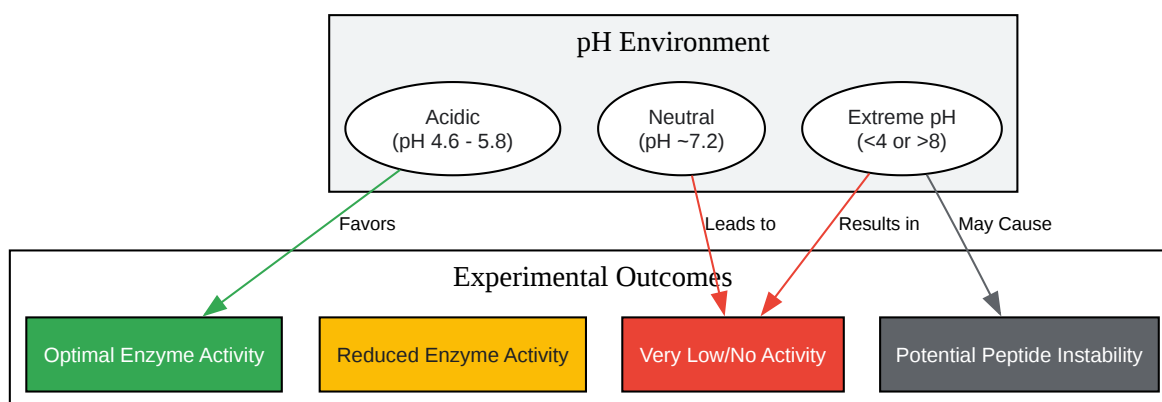 pH Environment
Acidic
(pH 4.6 - 5.8)
Neutral
(pH ~7.2)
Extreme pH
(<4 or >8)
Favors
Leads to
Results in
May Cause
Experimental Outcomes
Optimal Enzyme Activity
Reduced Enzyme Activity
Very Low/No Activity
Potential Peptide Instability